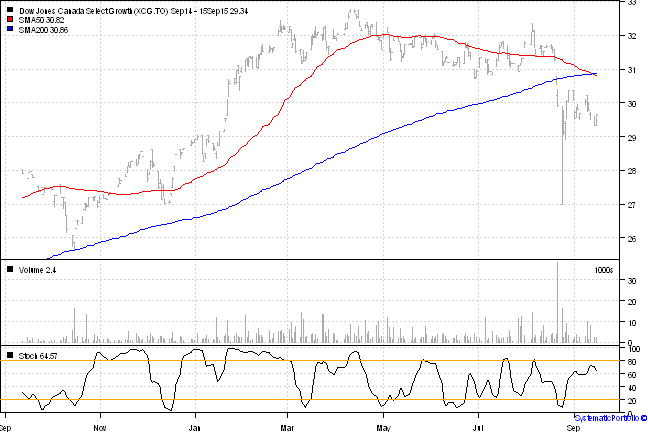 Dow Jones Canada Select Growth (XCG.TO) Sep14 - 15Sep15 29.34
SMA50 30.82
SMA200 30.86
33
32
31
30
29
28
27
26
Volume 2.4
1000s
30
20
10
0
Stoch 64.57
100
80
60
40
20
0
Sep
Nov
Jan
Mar
May
Jul
Sep
SystematicPortfolio ©